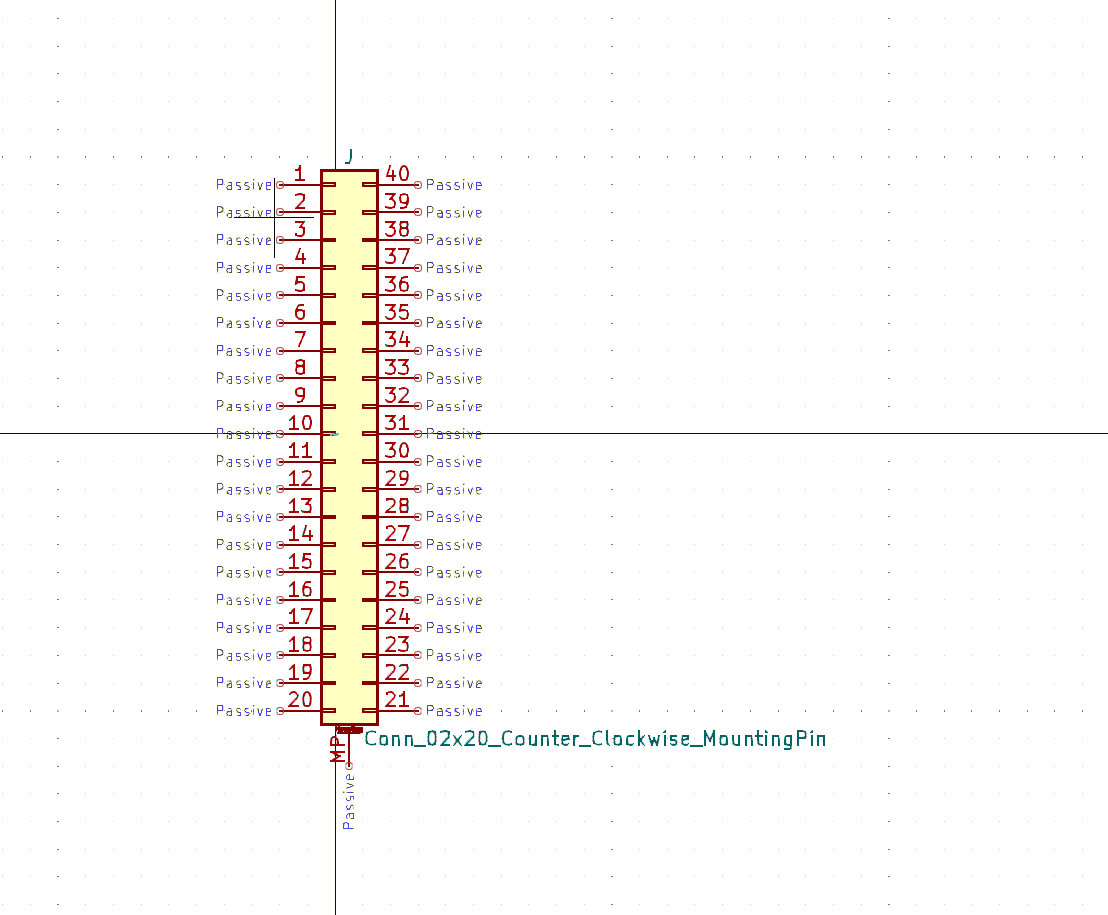 J
Passive 1 40 Passive
Passive 2 39 Passive
Passive 3 38 Passive
Passive 4 37 Passive
Passive 5 36 Passive
Passive 6 35 Passive
Passive 7 34 Passive
Passive 8 33 Passive
Passive 9 32 Passive
Passive 10 31 Passive
Passive 11 30 Passive
Passive 12 29 Passive
Passive 13 28 Passive
Passive 14 27 Passive
Passive 15 26 Passive
Passive 16 25 Passive
Passive 17 24 Passive
Passive 18 23 Passive
Passive 19 22 Passive
Passive 20 21 Passive
MP Conn_02x20_Counter_Clockwise_MountingPin
Passive